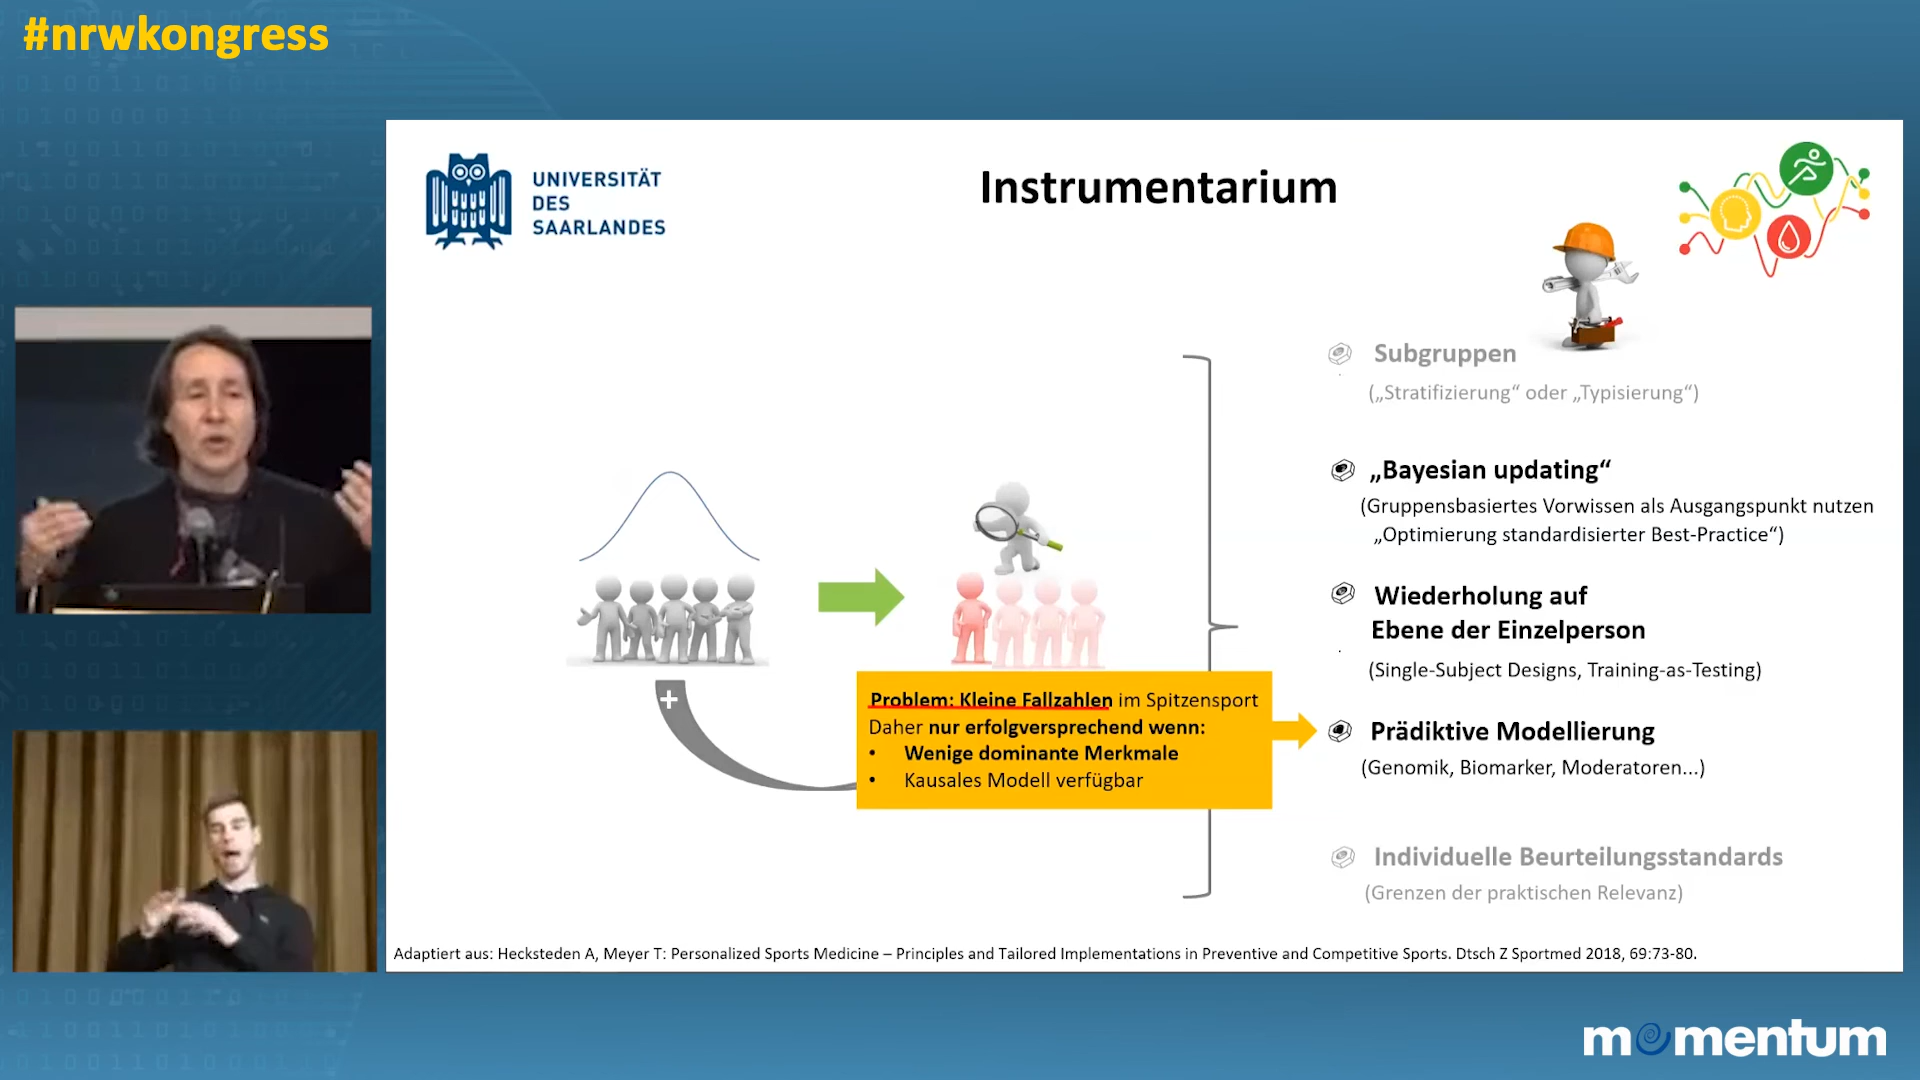 #nrwkongress
UNIVERSITÄT
DES
SAARLANDES
Instrumentarium
Subgruppen
(„Stratifizierung“ oder „Typisierung“)
„Bayesian updating“
(Gruppenbasiertes Vorwissen als Ausgangspunkt nutzen
„Optimierung standardisierter Best-Practice“)
Wiederholung auf
Ebene der Einzelperson
(Single-Subject Designs, Training-as-Testing)
+
Problem: Kleine Fallzahlen im Spitzensport
Daher nur erfolgversprechend wenn:
• Wenige dominante Merkmale
• Kausales Modell verfügbar
Prädiktive Modellierung
(Genomik, Biomarker, Moderatoren...)
Individuelle Beurteilungsstandards
(Grenzen der praktischen Relevanz)
Adaptiert aus: Hecksteden A, Meyer T: Personalized Sports Medicine – Principles and Tailored Implementations in Preventive and Competitive Sports. Dtsch Z Sportmed 2018, 69:73-80.
momentum